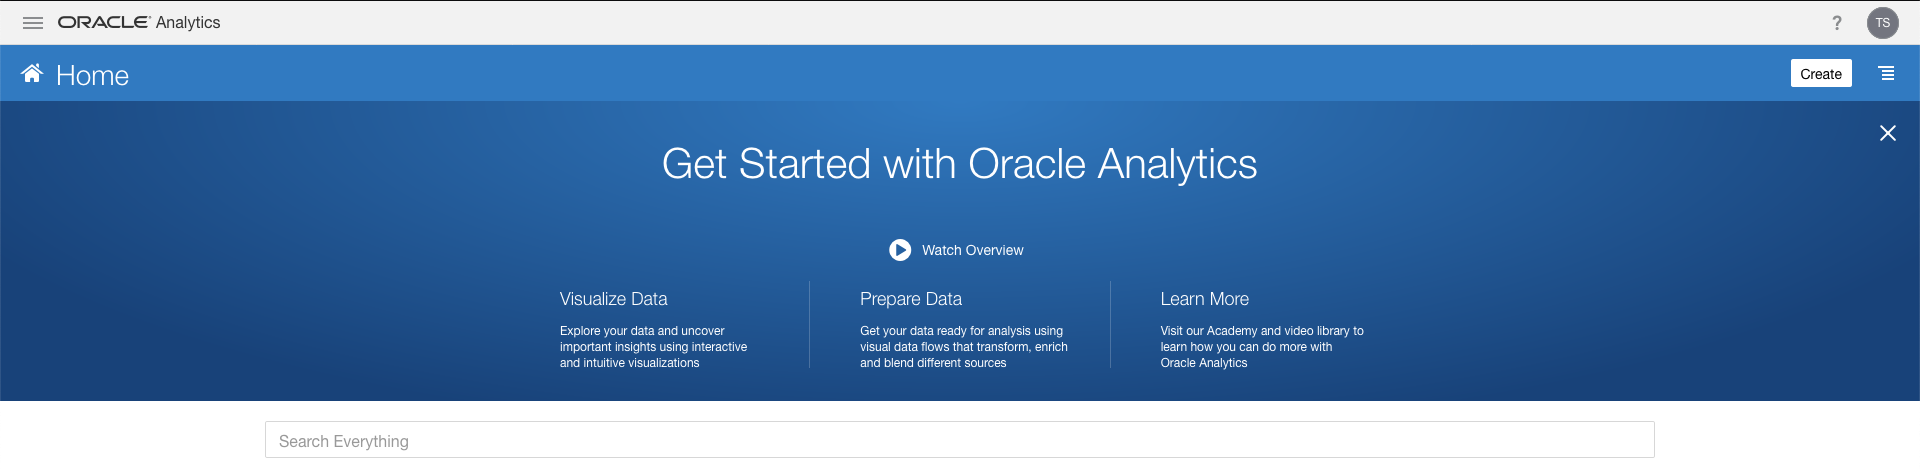 ORACLE Analytics
?
TS
Home
Create
Get Started with Oracle Analytics
Watch Overview
Visualize Data
Explore your data and uncover
important insights using interactive
and intuitive visualizations
Prepare Data
Get your data ready for analysis using
visual data flows that transform, enrich
and blend different sources
Learn More
Visit our Academy and video library to
learn how you can do more with
Oracle Analytics
Search Everything